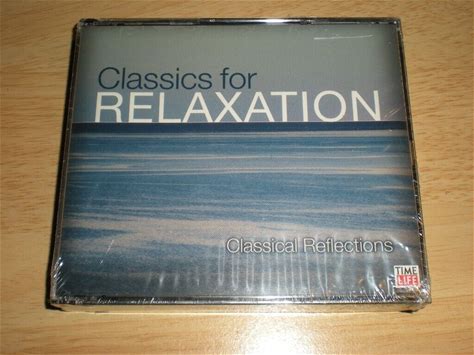 Classics for
RELAXATION
Classical Reflections
TIME
LIFE